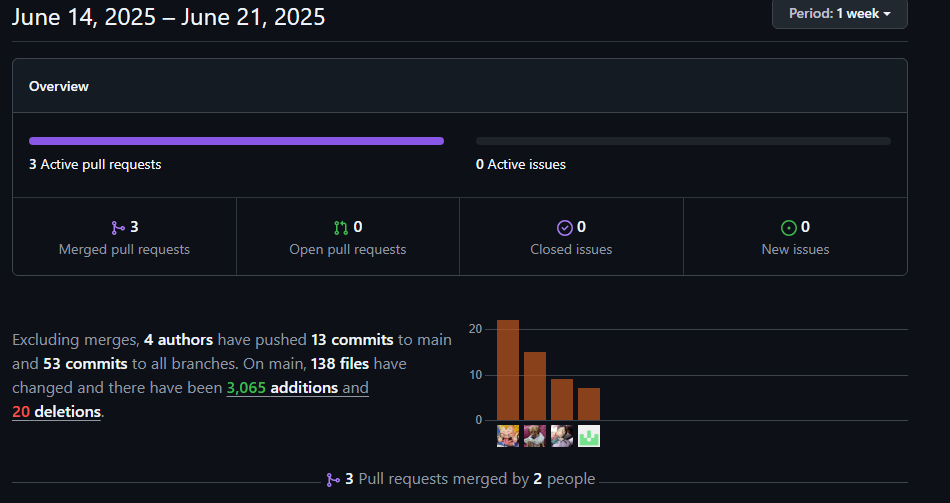 June 14, 2025 – June 21, 2025
Period: 1 week
Overview
3 Active pull requests
0 Active issues
3
Merged pull requests
0
Open pull requests
0
Closed issues
0
New issues
Excluding merges, 4 authors have pushed 13 commits to main
and 53 commits to all branches. On main, 138 files have
changed and there have been 3,065 additions and
20 deletions.
20
10
0
3 Pull requests merged by 2 people